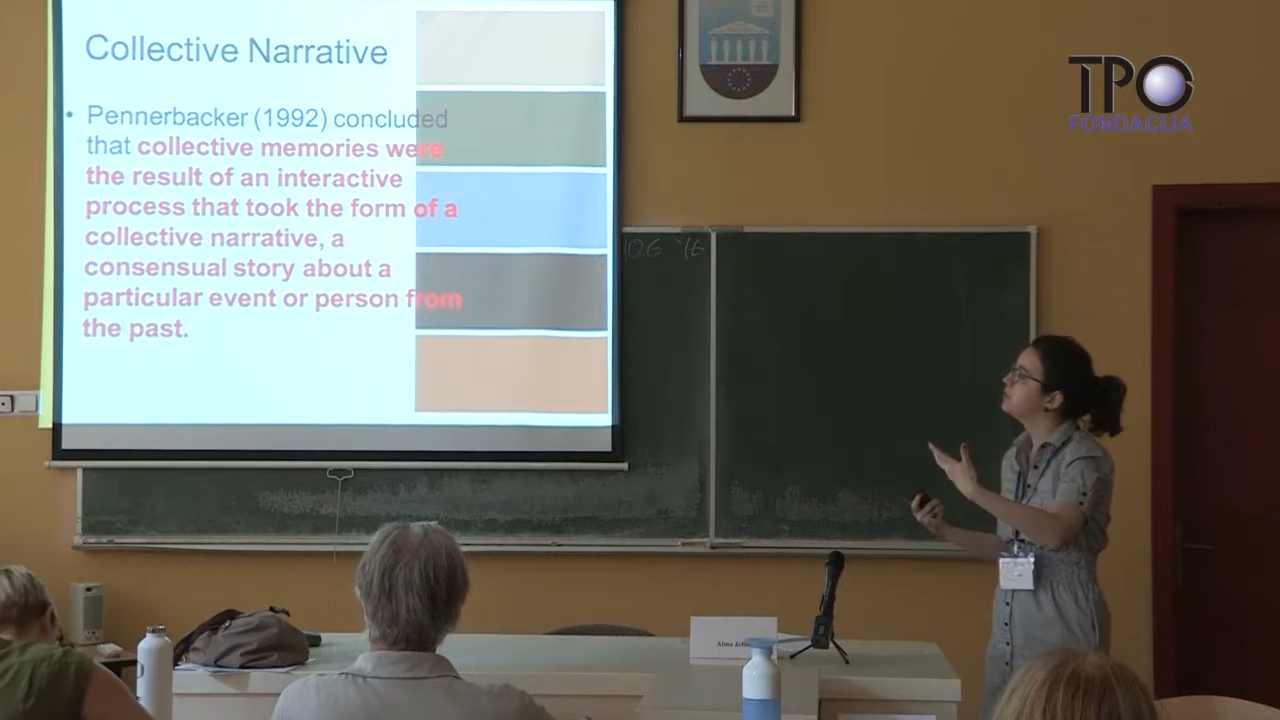 Collective Narrative
• Pennerbacker (1992) concluded
that collective memories were
the result of an interactive
process that took the form of a
collective narrative, a
consensual story about a
particular event or person from
the past.
TPO
FONDACIJA
10.6 '16
Alma